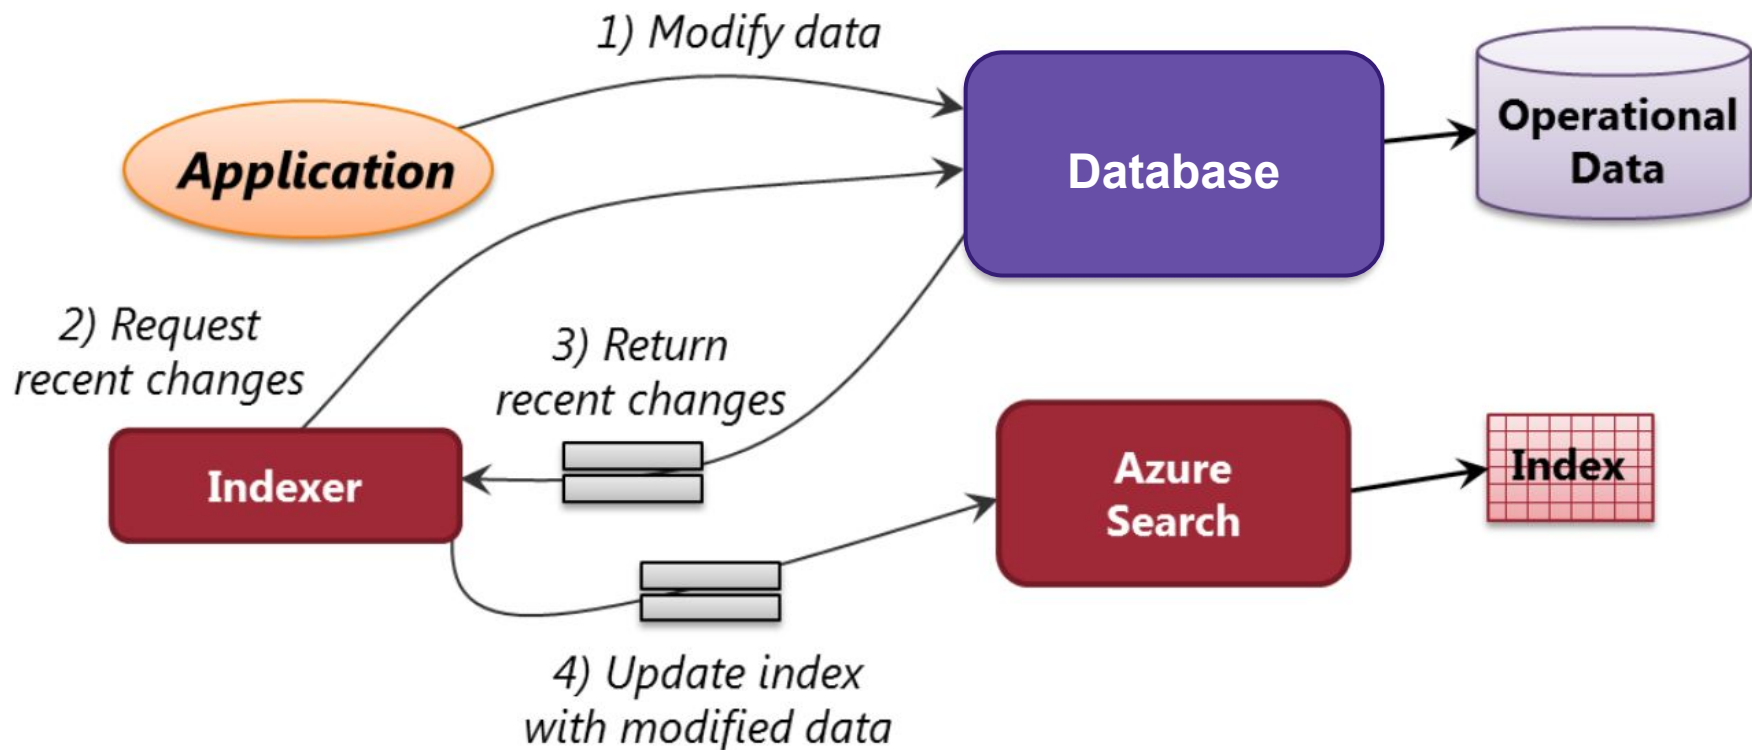 1) Modify data
Application
Database
Operational
Data
2) Request
recent changes
3) Return
recent changes
Indexer
Azure
Search
Index
4) Update index
with modified data